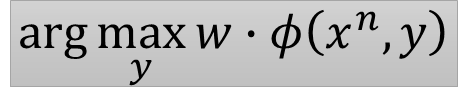 arg max w · ϕ(xⁿ, y)
y